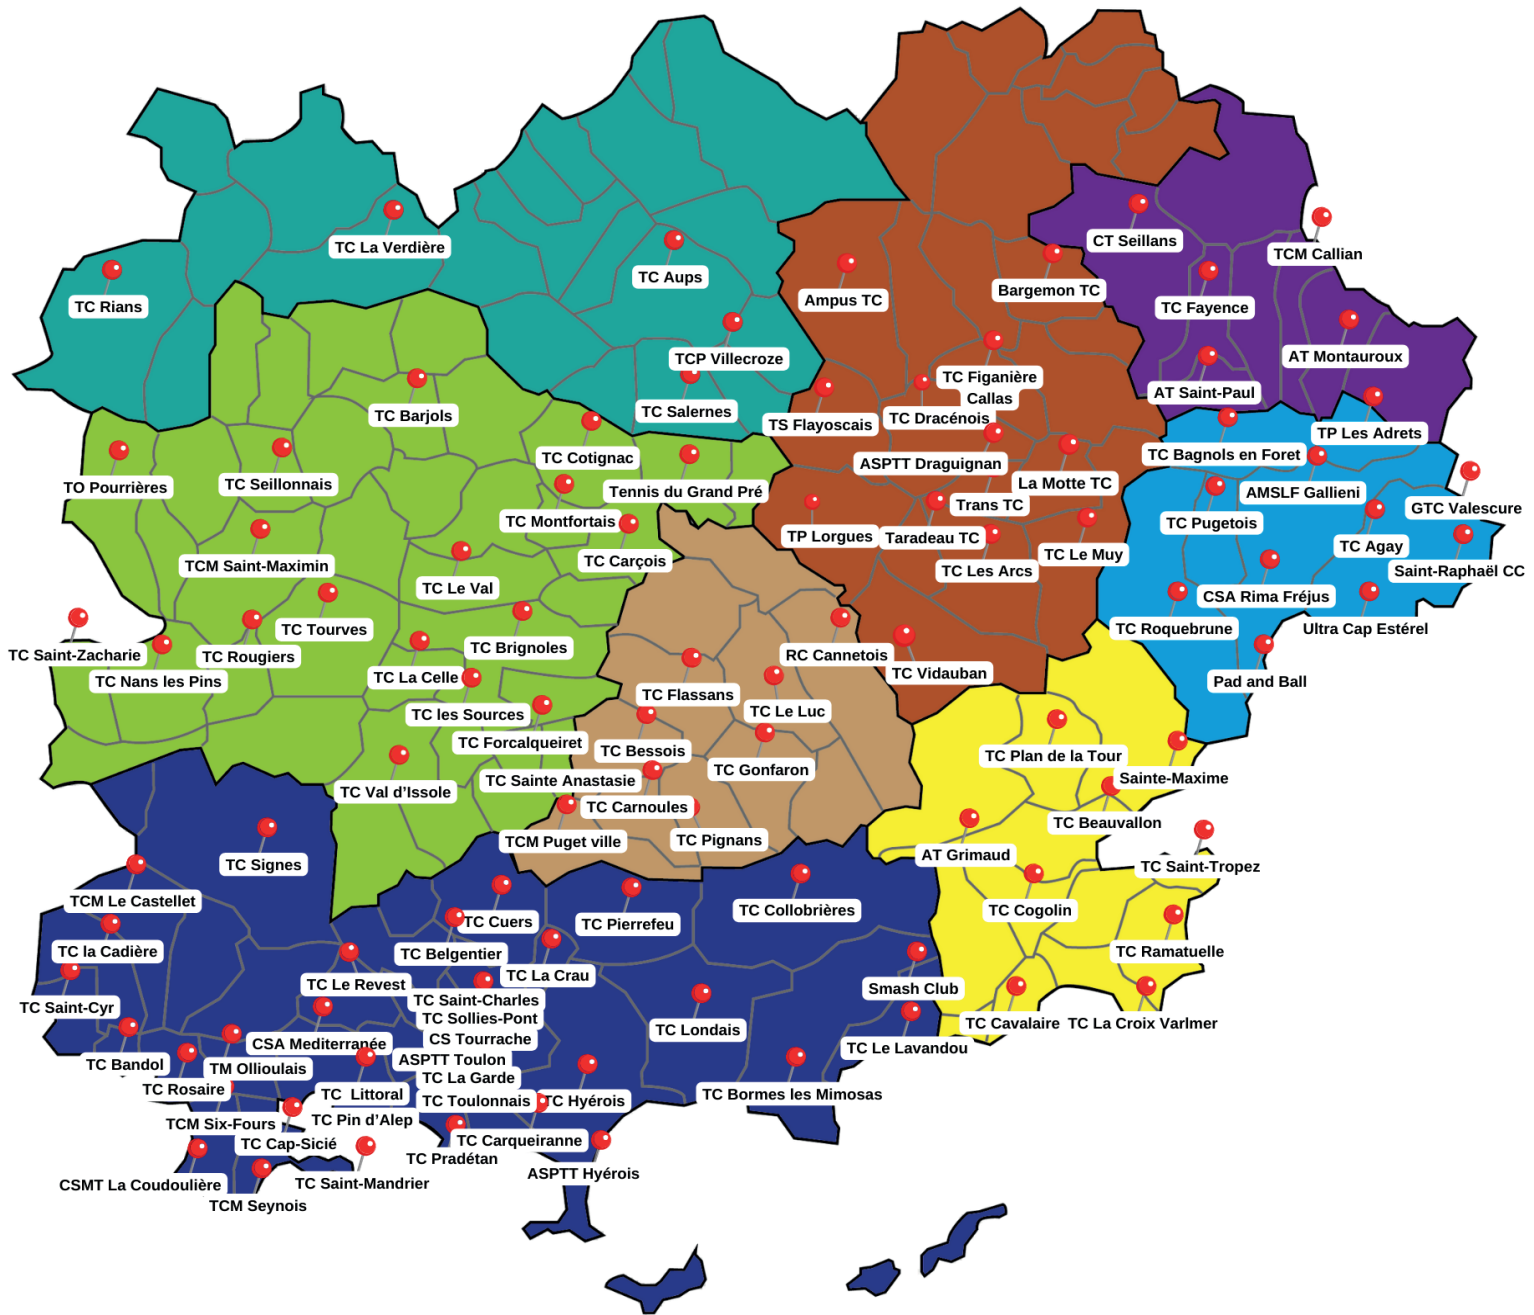 TC La Verdière
CT Seillans
TCM Callian
TC Aups
Bargemon TC
Ampus TC
TC Rians
TC Fayence
TCP Villecroze
AT Montauroux
TC Figanière
AT Saint-Paul
Callas
TC Salernes
TC Barjols
TC Dracénois
TS Flayoscais
TP Les Adrets
TC Bagnols en Foret
TC Cotignac
ASPTT Draguignan
TC Seillonnais
TO Pourrières
La Motte TC
Tennis du Grand Pré
AMSLF Gallieni
Trans TC
GTC Valescure
TC Montfortais
TC Pugetois
TP Lorgues
Taradeau TC
TC Agay
TC Le Muy
TC Carçois
TCM Saint-Maximin
TC Les Arcs
Saint-Raphaël CC
TC Le Val
CSA Rima Fréjus
TC Tourves
TC Roquebrune
Ultra Cap Estérel
TC Brignoles
TC Saint-Zacharie
TC Rougiers
RC Cannetois
TC Vidauban
TC La Celle
TC Nans les Pins
Pad and Ball
TC Flassans
TC Le Luc
TC les Sources
TC Forcalqueiret
TC Bessois
TC Plan de la Tour
TC Gonfaron
Sainte-Maxime
TC Sainte Anastasie
TC Val d’Issole
TC Carnoules
TC Beauvallon
TCM Puget ville
TC Pignans
AT Grimaud
TC Signes
TC Saint-Tropez
TCM Le Castellet
TC Collobrières
TC Cogolin
TC Cuers
TC Pierrefeu
TC la Cadière
TC Ramatuelle
TC Belgentier
TC La Crau
TC Le Revest
Smash Club
TC Saint-Charles
TC Saint-Cyr
TC Sollies-Pont
TC Cavalaire
TC La Croix Varlmer
TC Londais
CS Tourrache
CSA Mediterranée
TC Le Lavandou
ASPTT Toulon
TC Bandol
TM Ollioulais
TC La Garde
TC Rosaire
TC Littoral
TC Bormes les Mimosas
TC Toulonnais
TC Hyérois
TC Pin d’Alep
TCM Six-Fours
TC Carqueiranne
TC Cap-Sicié
TC Pradétan
ASPTT Hyérois
TC Saint-Mandrier
CSMT La Coudoulière
TCM Seynois